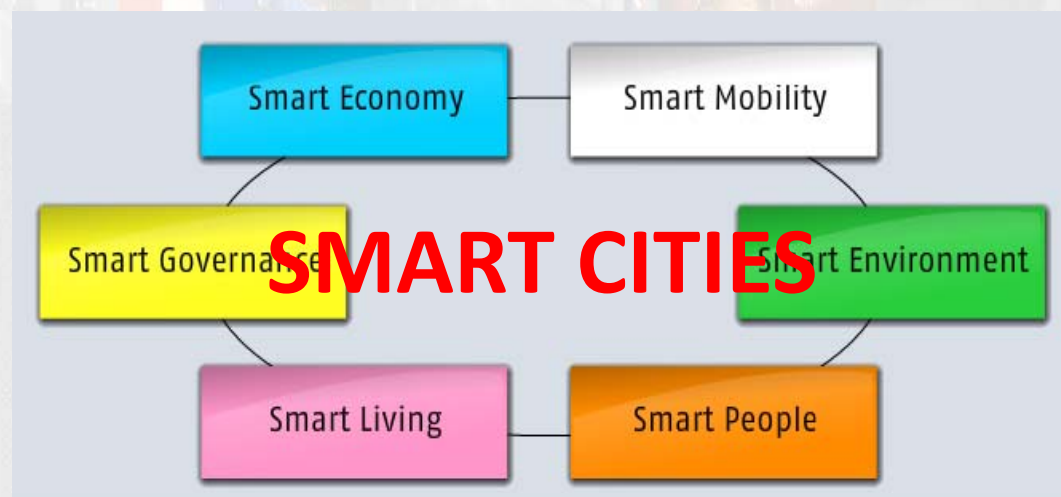 Smart Economy
Smart Mobility
Smart Governance
SMART CITIES
Smart Environment
Smart Living
Smart People